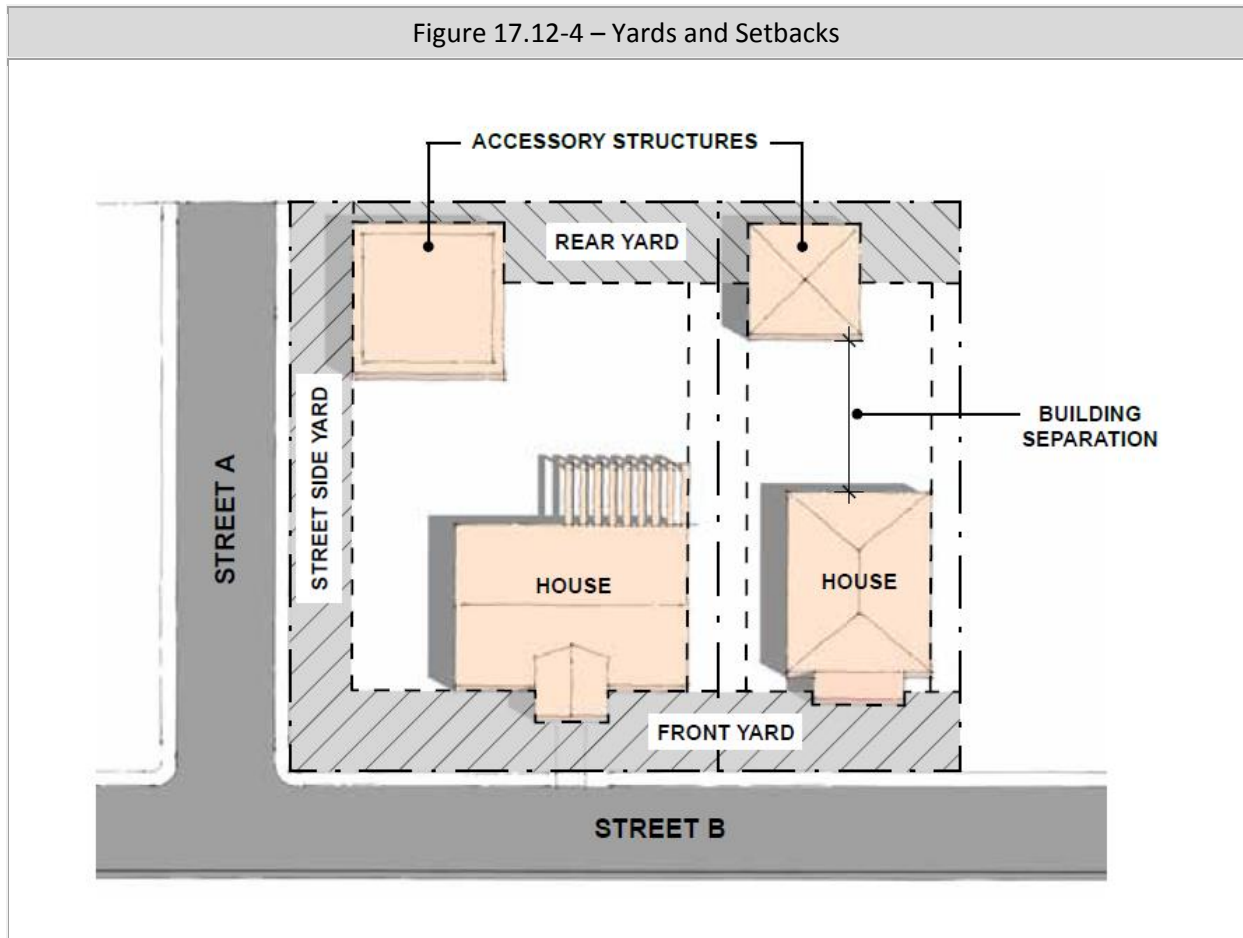 Figure 17.12-4 – Yards and Setbacks
ACCESSORY STRUCTURES
REAR YARD
STREET A
STREET SIDE YARD
BUILDING
SEPARATION
HOUSE
HOUSE
FRONT YARD
STREET B